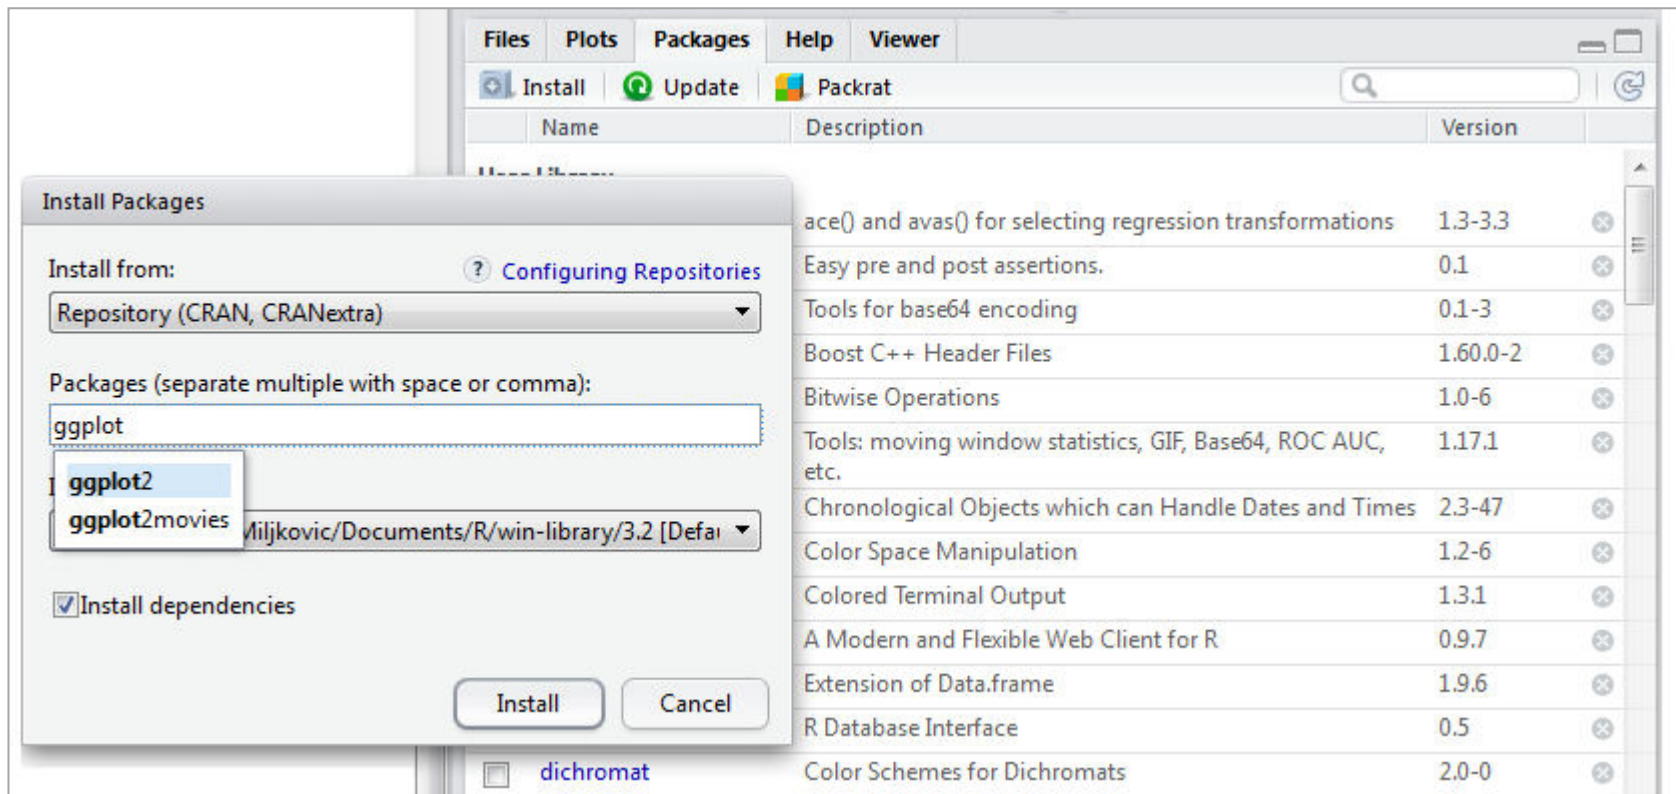 Files Plots Packages Help Viewer
Install Update Packrat
Name Description Version
User Library
Install Packages
Install from:
? Configuring Repositories
Repository (CRAN, CRANextra)
Packages (separate multiple with space or comma):
ggplot
ggplot2
ggplot2movies
Miljkovic/Documents/R/win-library/3.2 [Defau
Install dependencies
Install Cancel
ace() and avas() for selecting regression transformations 1.3-3.3
Easy pre and post assertions. 0.1
Tools for base64 encoding 0.1-3
Boost C++ Header Files 1.60.0-2
Bitwise Operations 1.0-6
Tools: moving window statistics, GIF, Base64, ROC AUC, 1.17.1
etc.
Chronological Objects which can Handle Dates and Times 2.3-47
Color Space Manipulation 1.2-6
Colored Terminal Output 1.3.1
A Modern and Flexible Web Client for R 0.9.7
Extension of Data.frame 1.9.6
R Database Interface 0.5
dichromat Color Schemes for Dichromats 2.0-0